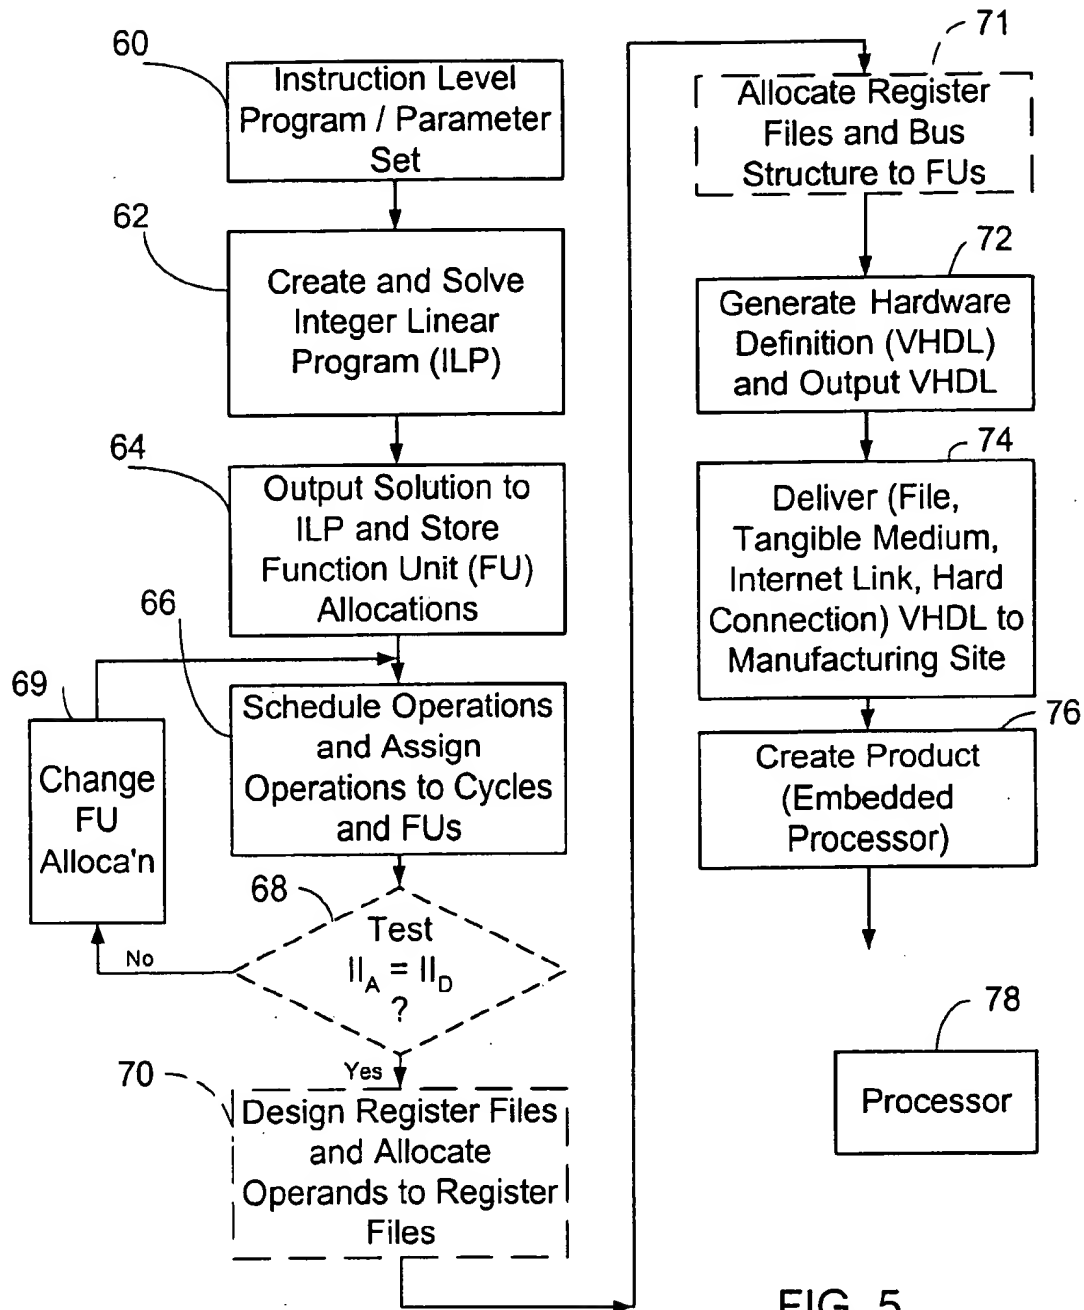 60
Instruction Level
Program / Parameter
Set
62
Create and Solve
Integer Linear
Program (ILP)
64
Output Solution to
ILP and Store
Function Unit (FU)
Allocations
66
Schedule Operations
and Assign
Operations to Cycles
and FUs
69
Change
FU
Alloca'n
68
Test
II_A = II_D
?
No
Yes
70
Design Register Files
and Allocate
Operands to Register
Files
71
Allocate Register
Files and Bus
Structure to FUs
72
Generate Hardware
Definition (VHDL)
and Output VHDL
74
Deliver (File,
Tangible Medium,
Internet Link, Hard
Connection) VHDL to
Manufacturing Site
76
Create Product
(Embedded
Processor)
78
Processor
FIG. 5